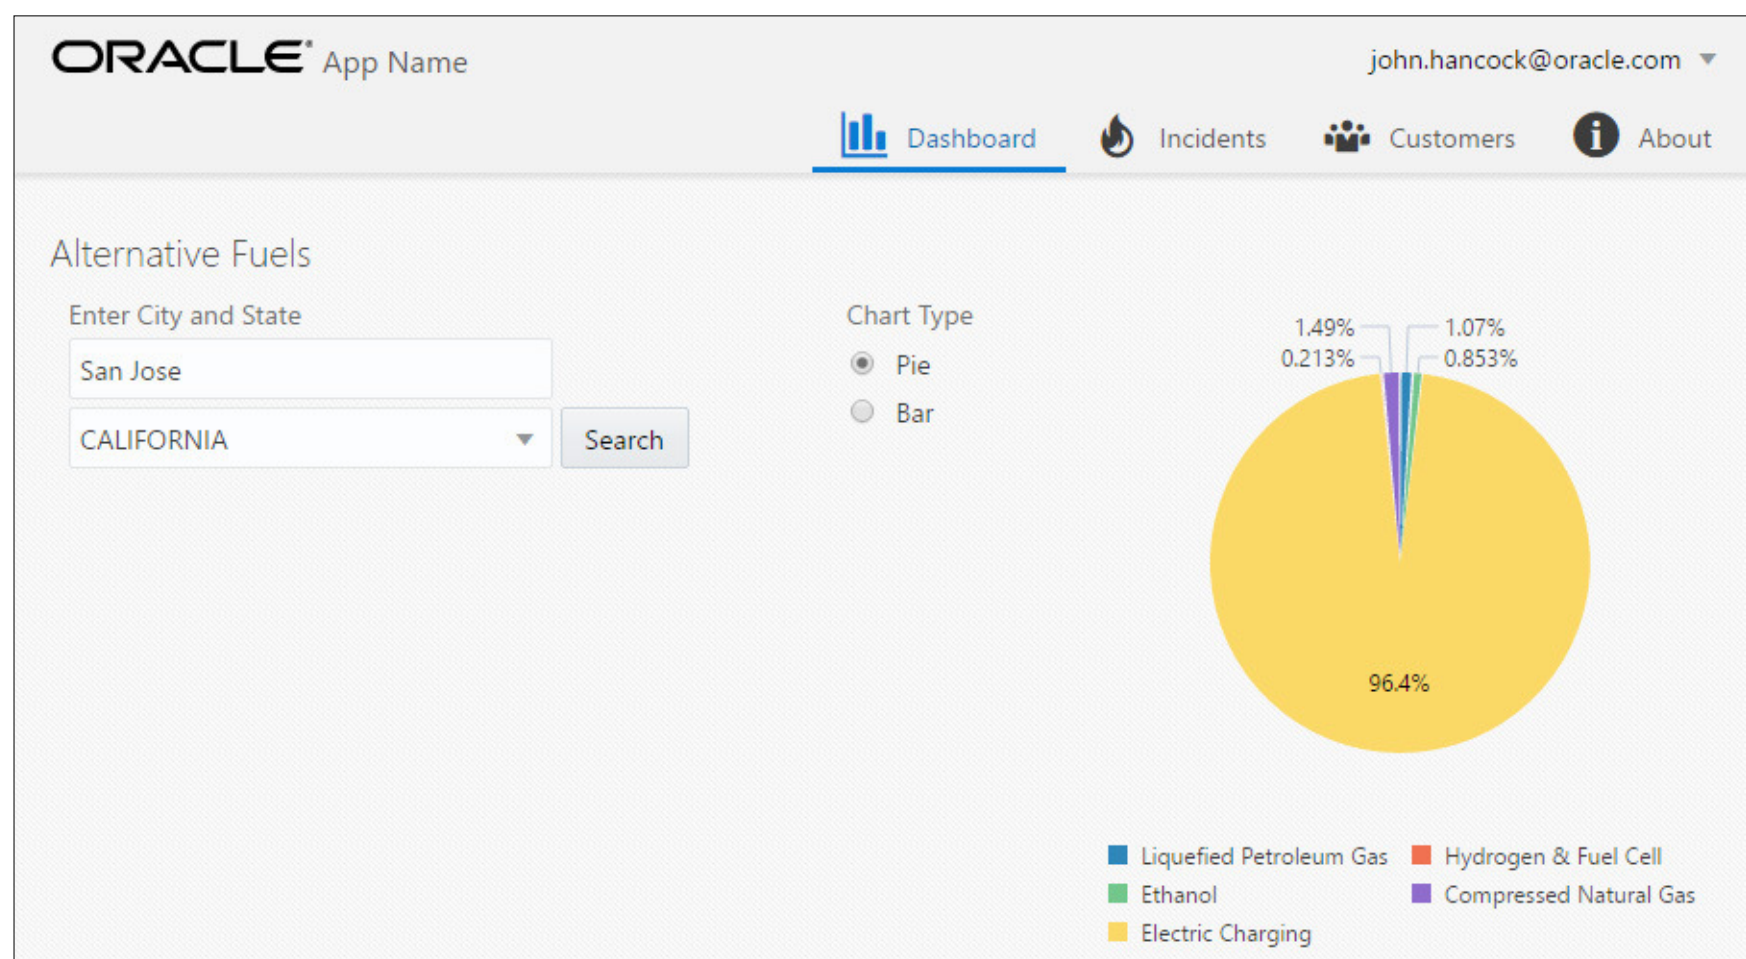 ORACLE® App Name
john.hancock@oracle.com
Dashboard Incidents Customers About
Alternative Fuels
Enter City and State
San Jose
CALIFORNIA
Search
Chart Type
Pie
Bar
1.49% 1.07%
0.213% 0.853%
96.4%
Liquefied Petroleum Gas Hydrogen & Fuel Cell
Ethanol Compressed Natural Gas
Electric Charging